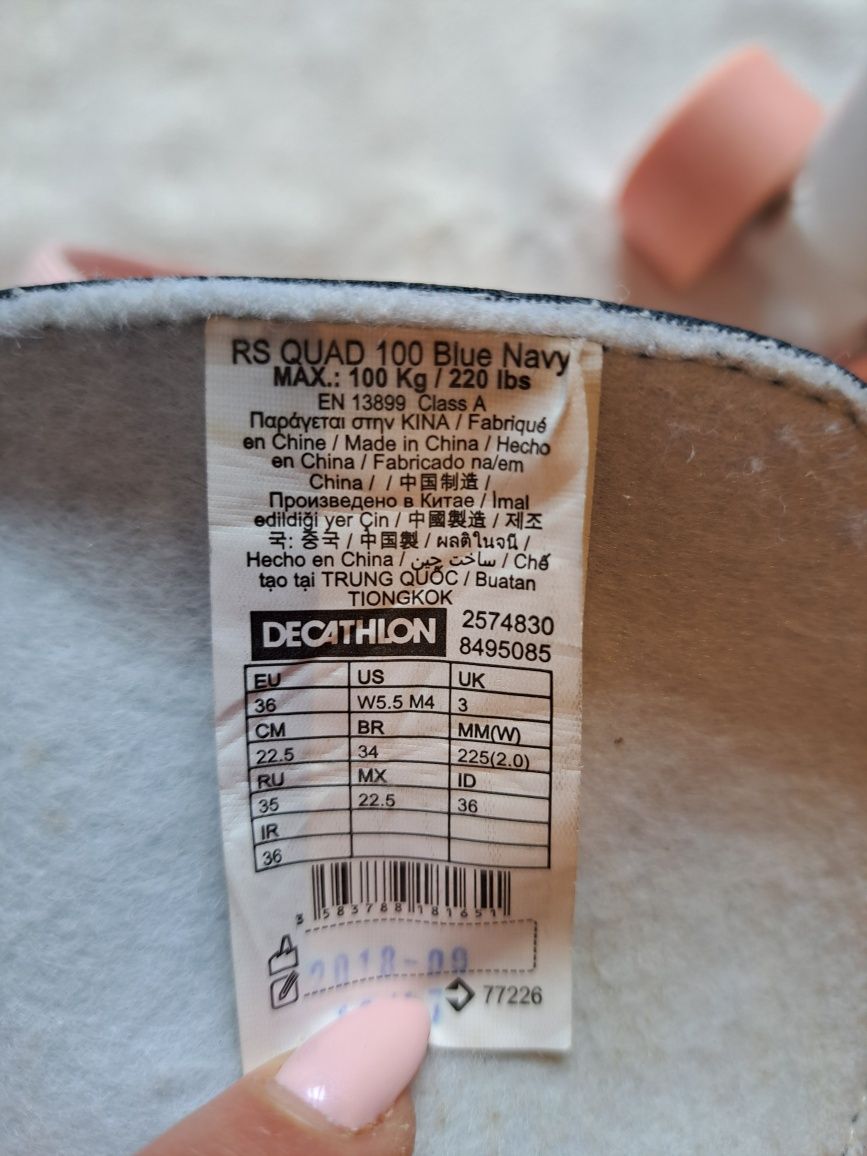 RS QUAD 100 Blue Navy
MAX.: 100 Kg / 220 lbs
EN 13899 Class A
Παράγεται στην ΚΙΝΑ / Fabriqué
en Chine / Made in China / Hecho
en China / Fabricado na/em
China / / 中国制造 /
Произведено в Китае / İmal
edildiği yer Çin / 中國製造 / 제조
국: 중국 / 中国製 / ผลิตในจีน /
Hecho en China / ساخت چین / Chế
tạo tại TRUNG QUỐC / Buatan
TIONGKOK
DECATHLON
2574830
8495085
EU US UK
36 W5.5 M4 3
CM BR MM(W)
22.5 34 225(2.0)
RU MX ID
35 22.5 36
IR
36
3 583788 181651
2018-09
77226